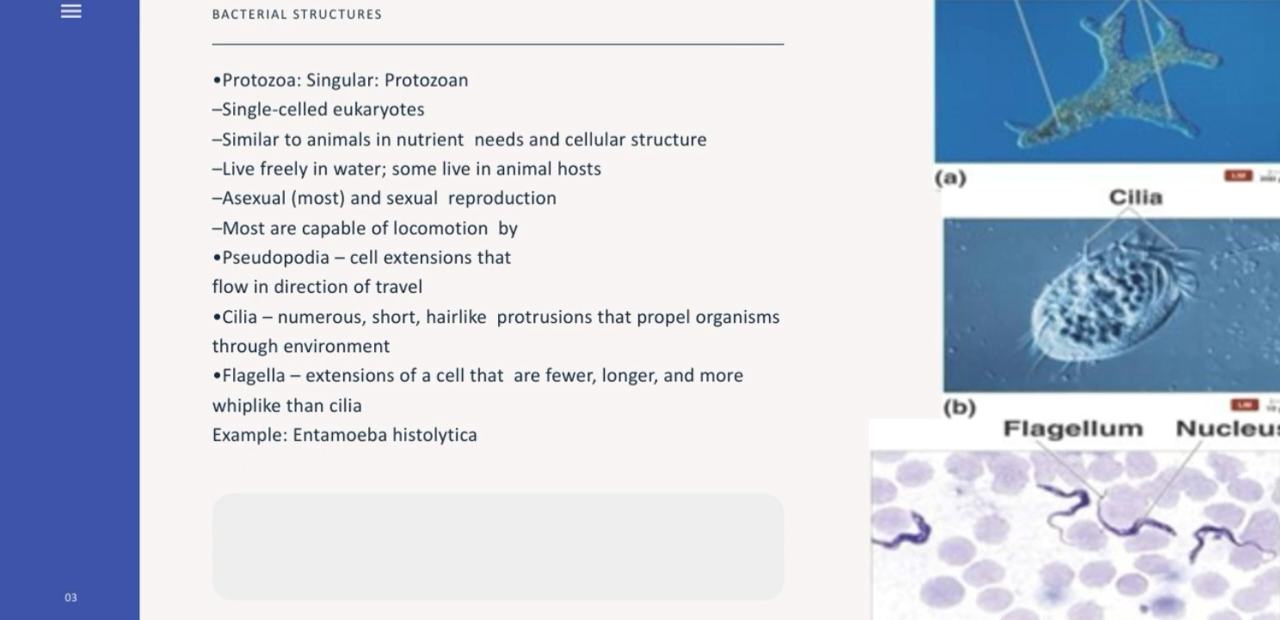 BACTERIAL STRUCTURES
•Protozoa: Singular: Protozoan
–Single-celled eukaryotes
–Similar to animals in nutrient  needs and cellular structure
–Live freely in water; some live in animal hosts
–Asexual (most) and sexual  reproduction
–Most are capable of locomotion  by
•Pseudopodia – cell extensions that
flow in direction of travel
•Cilia – numerous, short, hairlike  protrusions that propel organisms
through environment
•Flagella – extensions of a cell that  are fewer, longer, and more
whiplike than cilia
Example: Entamoeba histolytica
03
(a)
LM
Cilia
(b)
LM
Flagellum
Nucleus